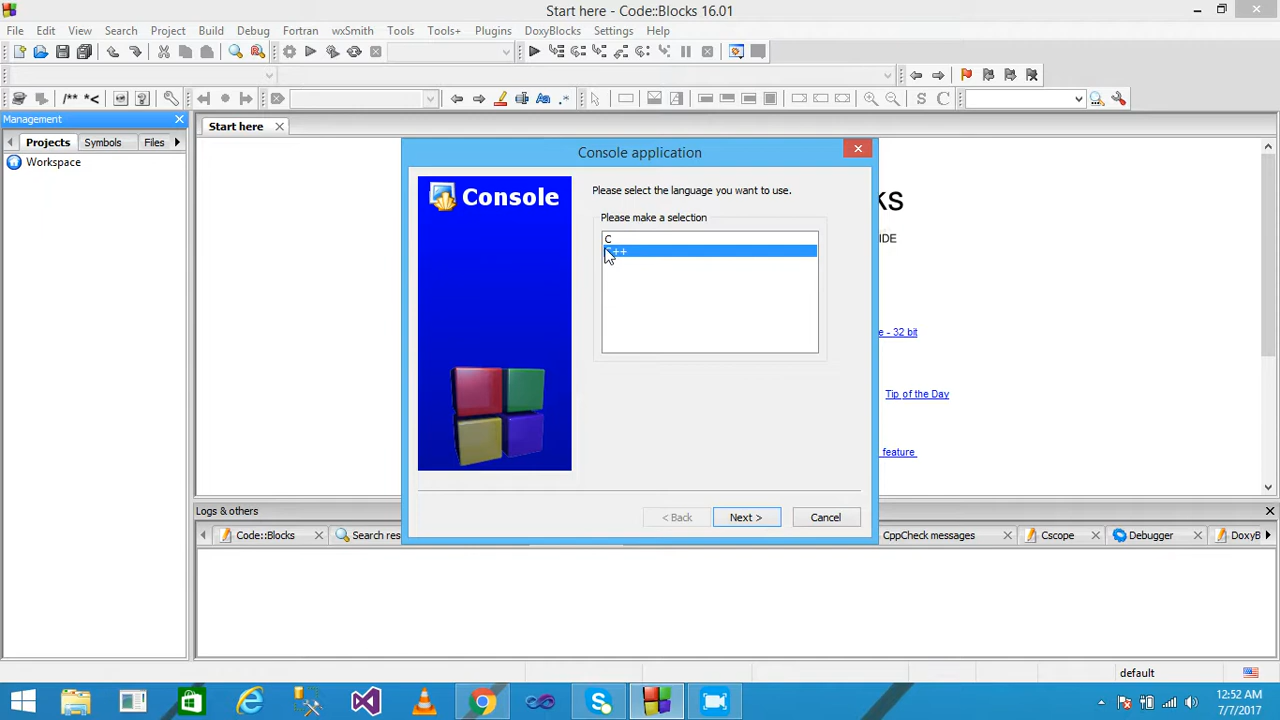 Start here - Code::Blocks 16.01
File Edit View Search Project Build Debug Fortran wxSmith Tools Tools+ Plugins DoxyBlocks Settings Help
/** *<
S C
Management
Projects Symbols Files
Workspace
Start here
Console application
Console
Please select the language you want to use.
Please make a selection
C
++
KS
IDE
e - 32 bit
Tip of the Day
feature
< Back Next > Cancel
Logs & others
Code::Blocks Search res CppCheck messages Cscope Debugger DoxyB
default
12:52 AM
7/7/2017